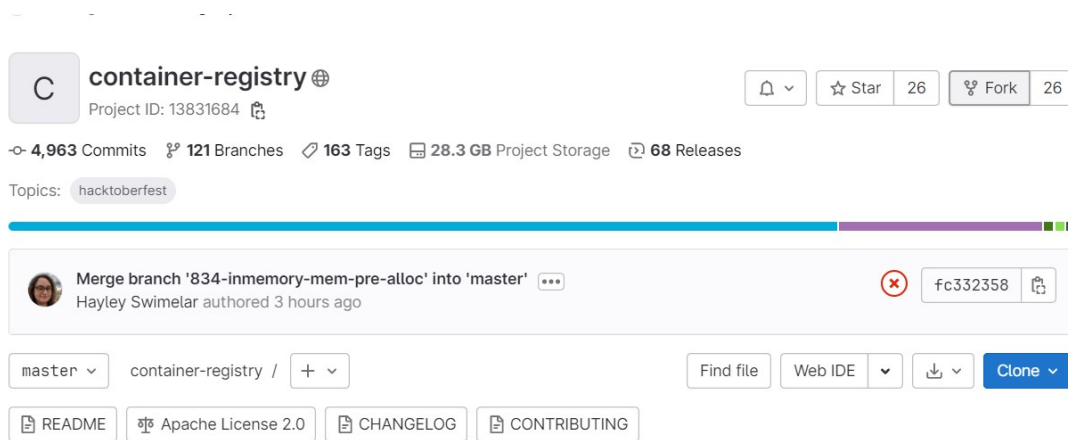 C
container-registry
Project ID: 13831684
Star 26
Fork 26
4,963 Commits 121 Branches 163 Tags 28.3 GB Project Storage 68 Releases
Topics: hacktoberfest
Merge branch '834-inmemory-mem-pre-alloc' into 'master'
Hayley Swimelar authored 3 hours ago
fc332358
master container-registry / +
Find file Web IDE Clone
README Apache License 2.0 CHANGELOG CONTRIBUTING